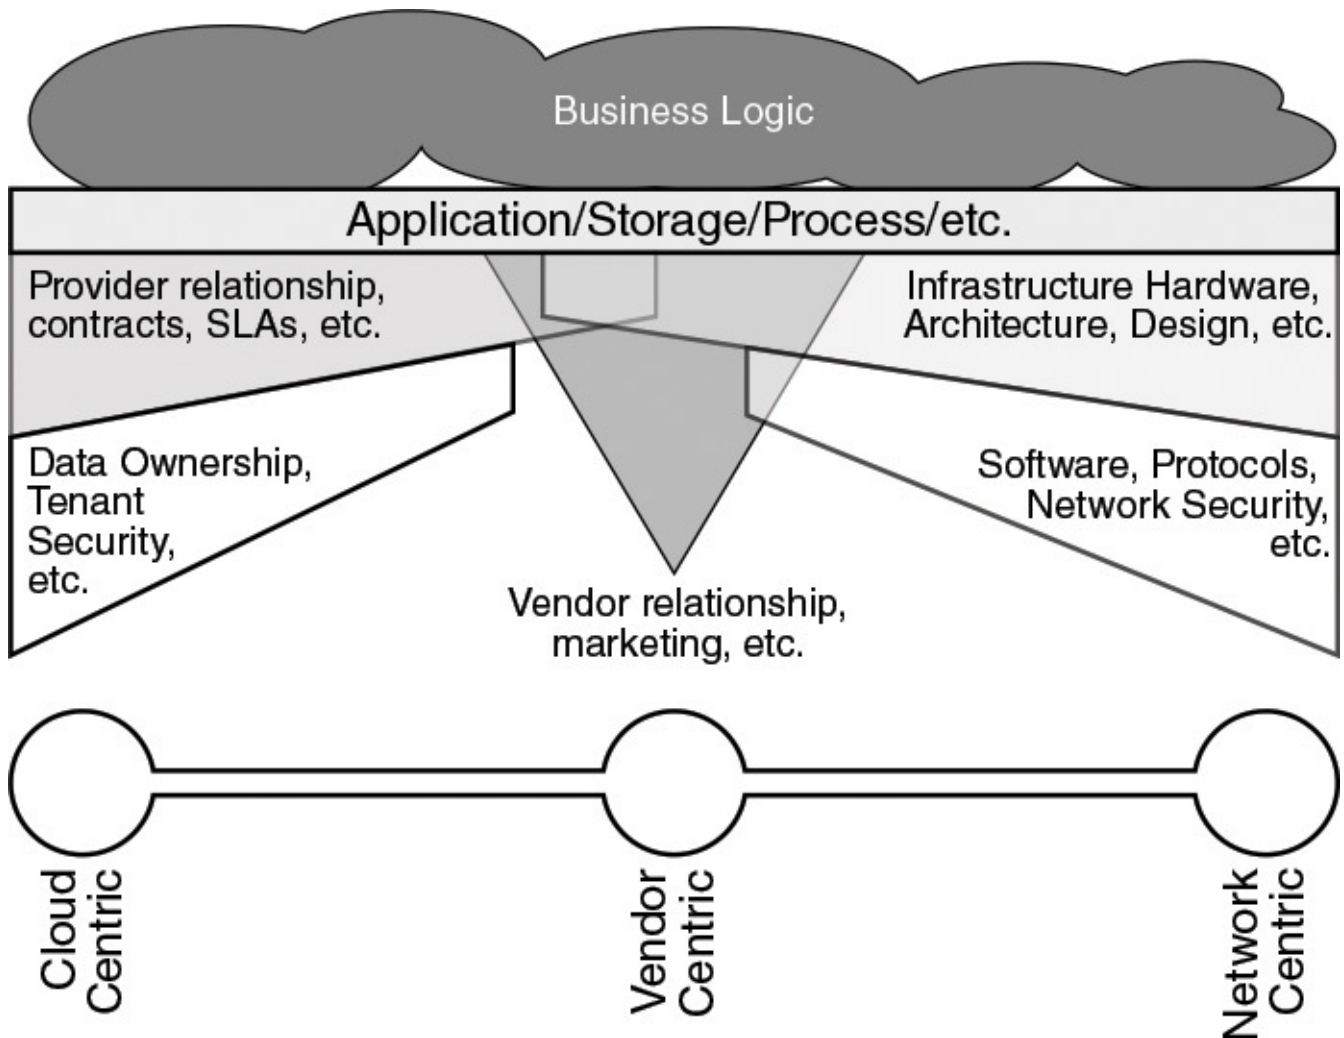 Business Logic
Application/Storage/Process/etc.
Provider relationship,
contracts, SLAs, etc.
Infrastructure Hardware,
Architecture, Design, etc.
Data Ownership,
Tenant
Security,
etc.
Software, Protocols,
Network Security,
etc.
Vendor relationship,
marketing, etc.
Cloud
Centric
Vendor
Centric
Network
Centric